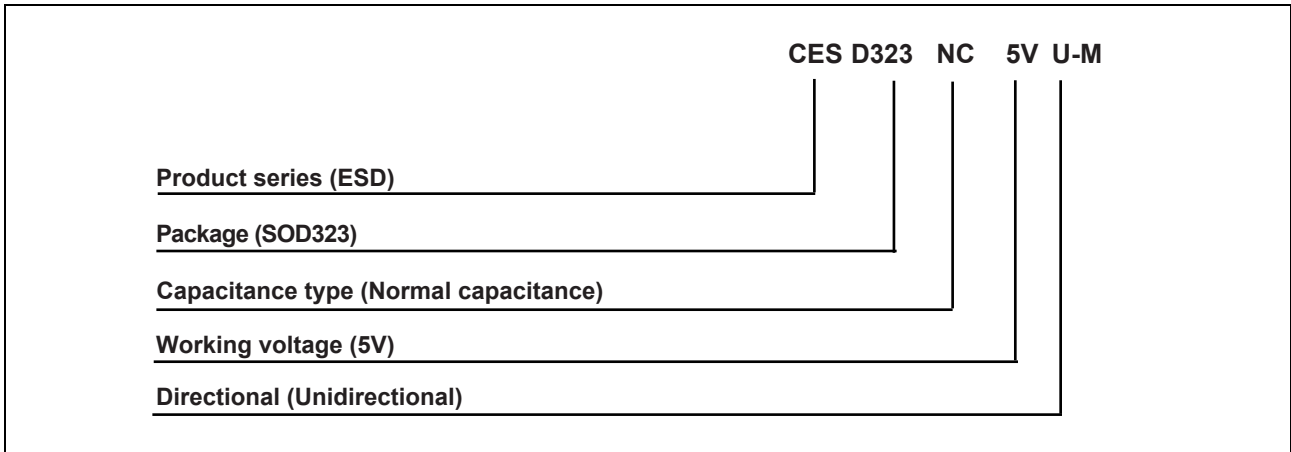 CES D323 NC 5V U-M
Product series (ESD)
Package (SOD323)
Capacitance type (Normal capacitance)
Working voltage (5V)
Directional (Unidirectional)